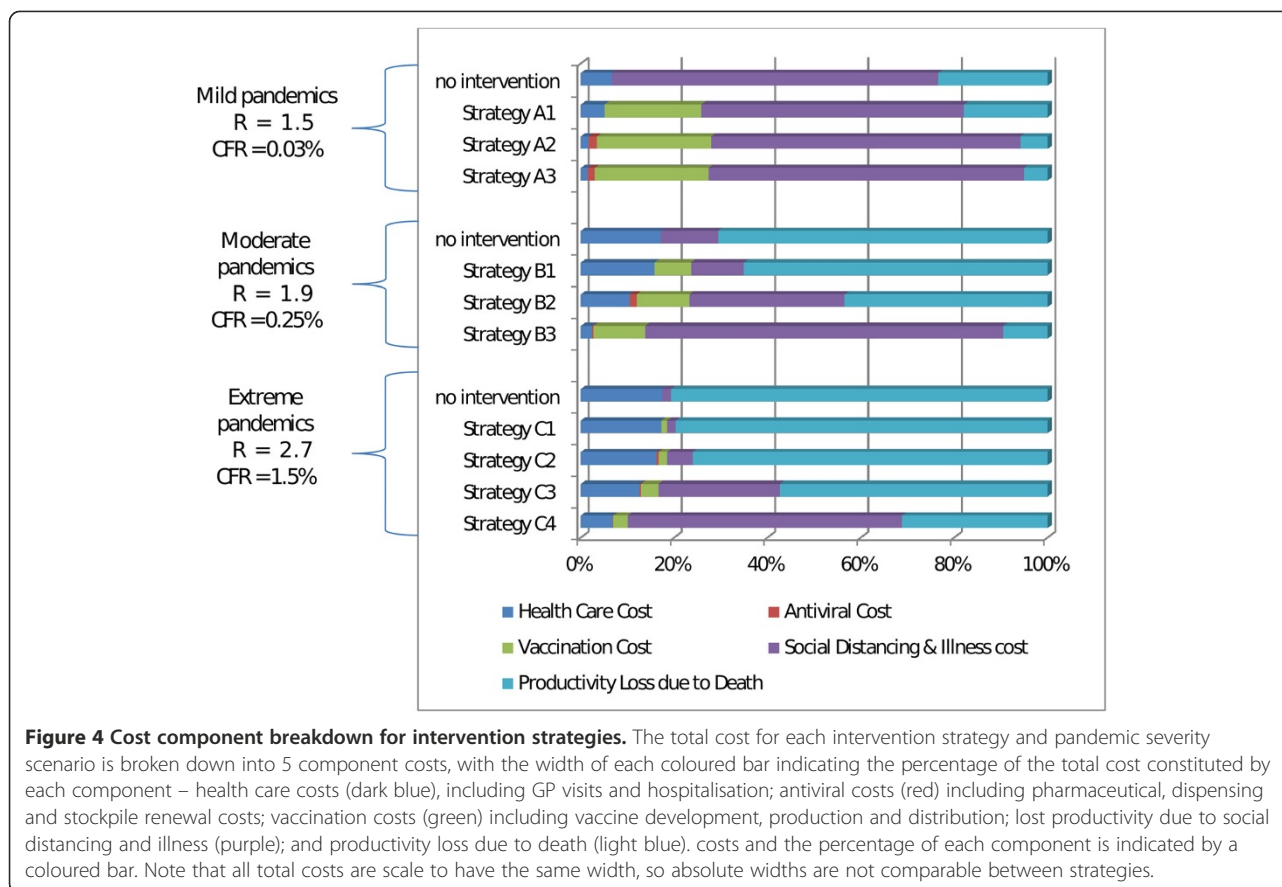 Mild pandemics
R = 1.5
CFR = 0.03%
no intervention
Strategy A1
Strategy A2
Strategy A3
Moderate
pandemics
R = 1.9
CFR = 0.25%
no intervention
Strategy B1
Strategy B2
Strategy B3
Extreme
pandemics
R = 2.7
CFR = 1.5%
no intervention
Strategy C1
Strategy C2
Strategy C3
Strategy C4
0% 20% 40% 60% 80% 100%
Health Care Cost Antiviral Cost
Vaccination Cost Social Distancing & Illness cost
Productivity Loss due to Death
Figure 4 Cost component breakdown for intervention strategies. The total cost for each intervention strategy and pandemic severity
scenario is broken down into 5 component costs, with the width of each coloured bar indicating the percentage of the total cost constituted by
each component – health care costs (dark blue), including GP visits and hospitalisation; antiviral costs (red) including pharmaceutical, dispensing
and stockpile renewal costs; vaccination costs (green) including vaccine development, production and distribution; lost productivity due to social
distancing and illness (purple); and productivity loss due to death (light blue). costs and the percentage of each component is indicated by a
coloured bar. Note that all total costs are scale to have the same width, so absolute widths are not comparable between strategies.